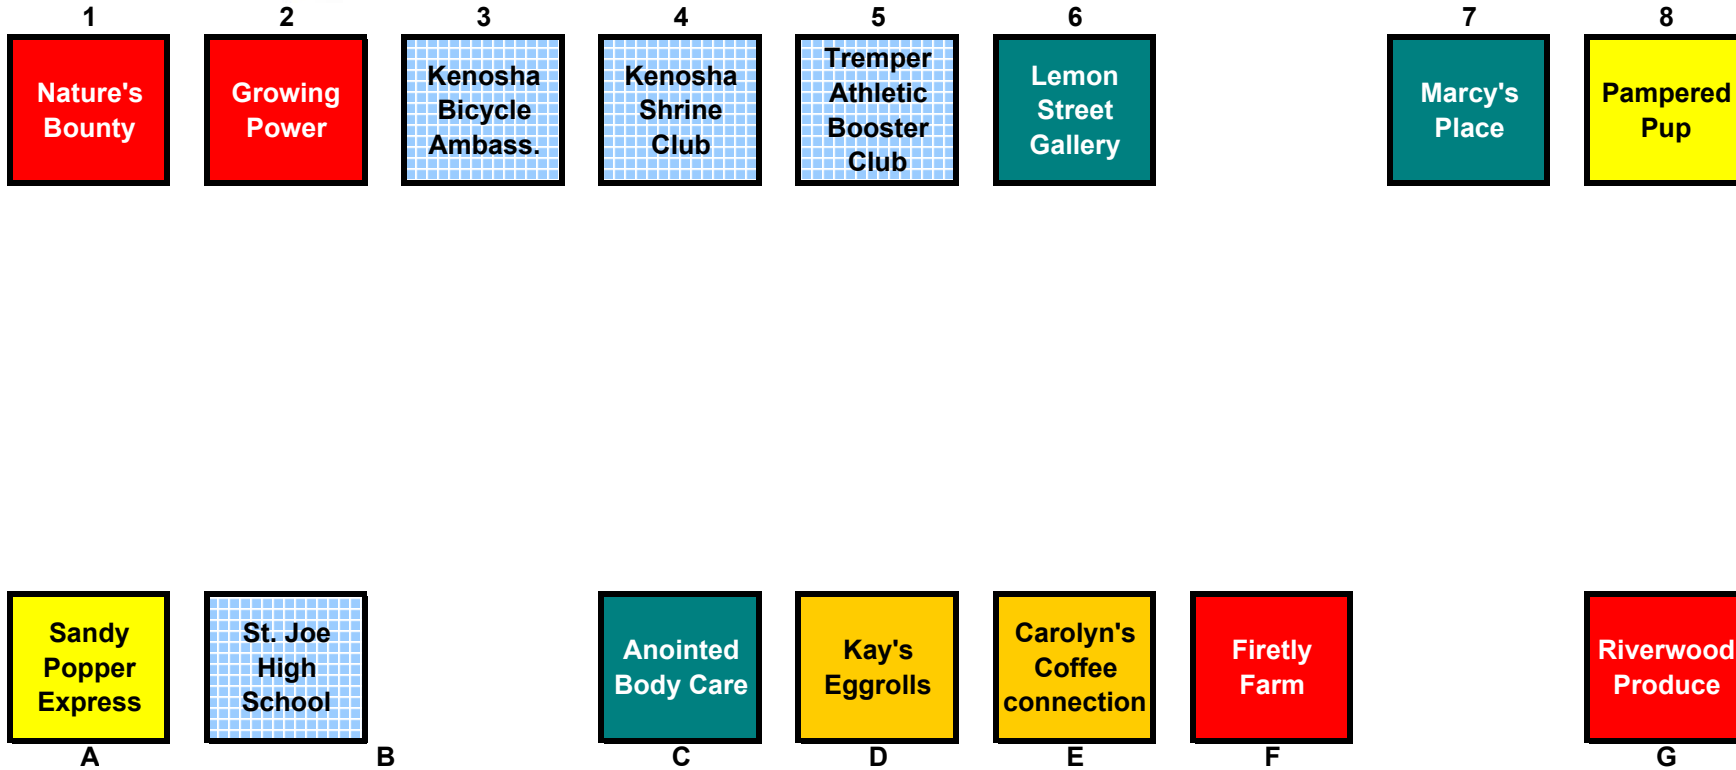 1 2 3 4 5 6 7 8
Nature's
Bounty
Growing
Power
Kenosha
Bicycle
Ambass.
Kenosha
Shrine
Club
Tremper
Athletic
Booster
Club
Lemon
Street
Gallery
Marcy's
Place
Pampered
Pup
Sandy
Popper
Express
St. Joe
High
School
Anointed
Body Care
Kay's
Eggrolls
Carolyn's
Coffee
connection
Firetly
Farm
Riverwood
Produce
A B C D E F G